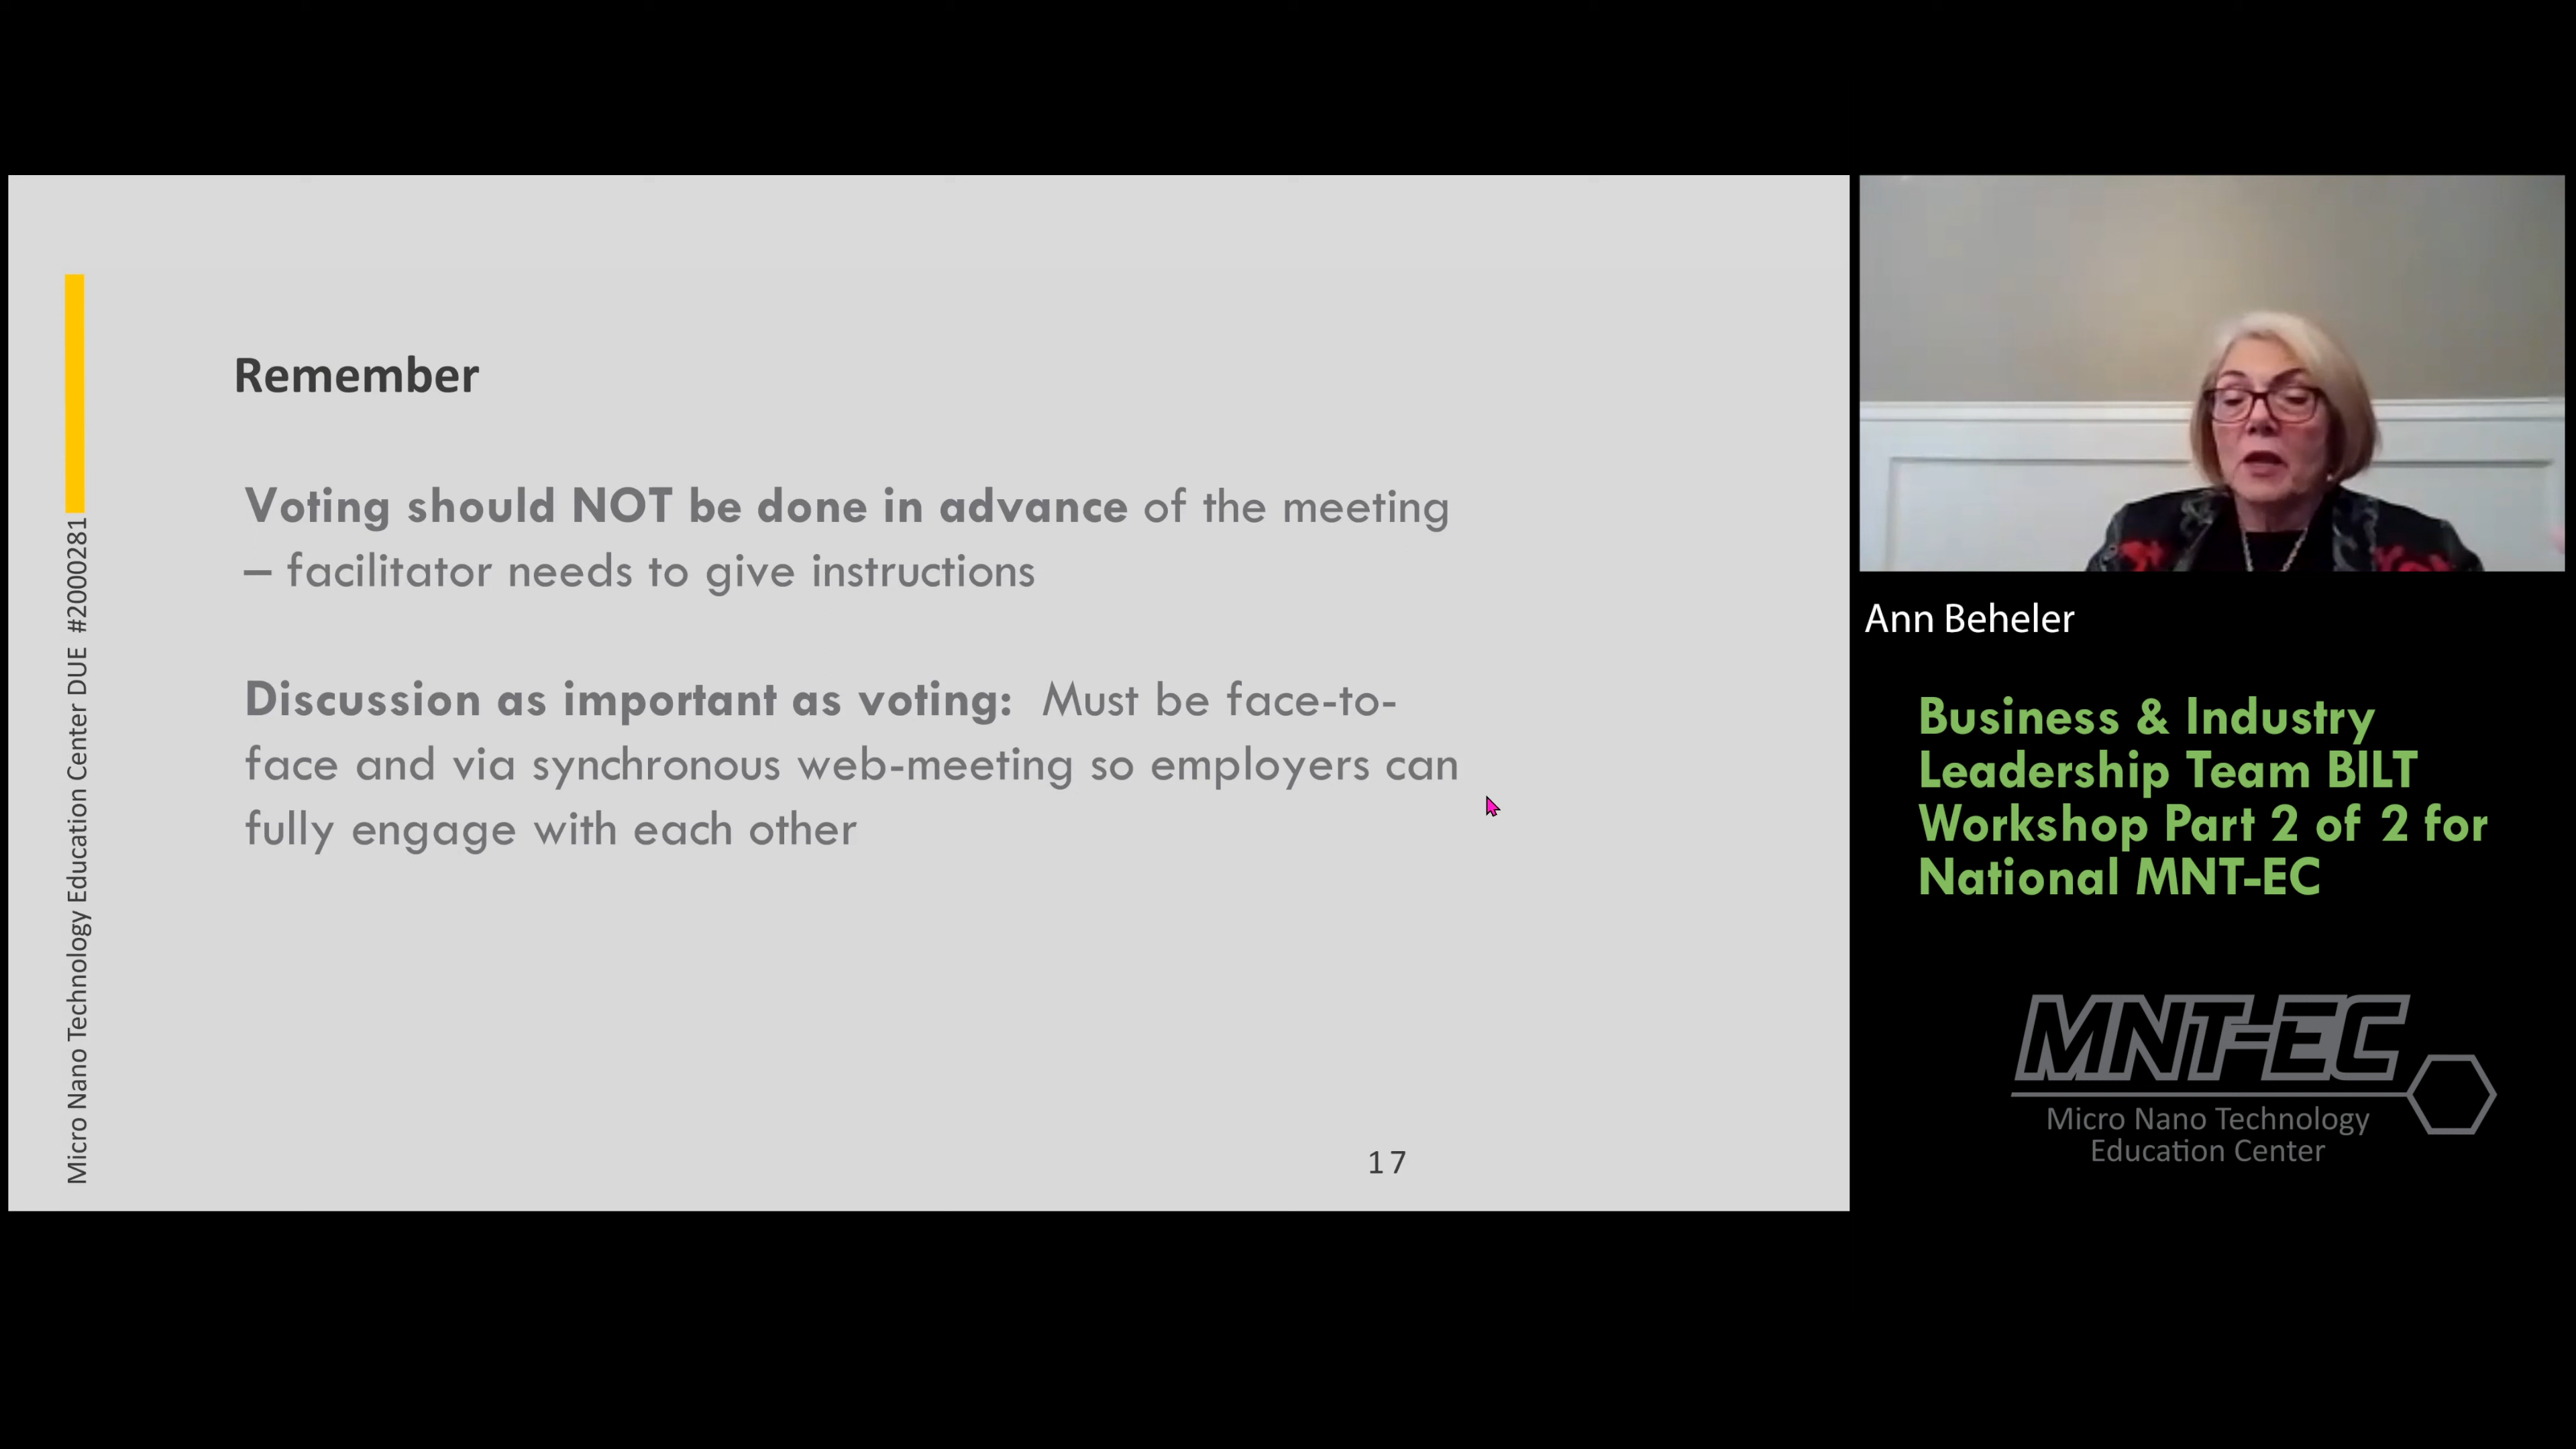 Remember
Voting should NOT be done in advance of the meeting
– facilitator needs to give instructions
Discussion as important as voting: Must be face-to-
face and via synchronous web-meeting so employers can
fully engage with each other
17
Micro Nano Technology Education Center DUE #2000281
Ann Beheler
Business & Industry
Leadership Team BILT
Workshop Part 2 of 2 for
National MNT-EC
MNT-EC
Micro Nano Technology
Education Center